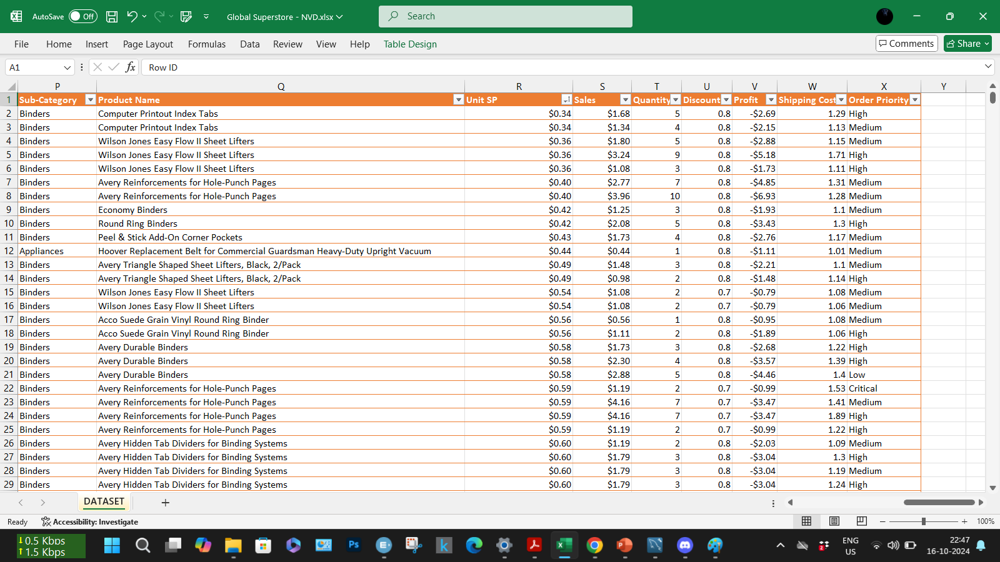 AutoSave Off Global Superstore - NVD.xlsx Search
File Home Insert Page Layout Formulas Data Review View Help Table Design Comments Share
A1 fx Row ID
P Q R S T U V W X Y
1 Sub-Category Product Name Unit SP Sales Quantity Discount Profit Shipping Cost Order Priority
2 Binders Computer Printout Index Tabs $0.34 $1.68 5 0.8 -$2.69 1.29 High
3 Binders Computer Printout Index Tabs $0.34 $1.34 4 0.8 -$2.15 1.13 Medium
4 Binders Wilson Jones Easy Flow II Sheet Lifters $0.36 $1.80 5 0.8 -$2.88 1.15 Medium
5 Binders Wilson Jones Easy Flow II Sheet Lifters $0.36 $3.24 9 0.8 -$5.18 1.71 High
6 Binders Wilson Jones Easy Flow II Sheet Lifters $0.36 $1.08 3 0.8 -$1.73 1.11 High
7 Binders Avery Reinforcements for Hole-Punch Pages $0.40 $2.77 7 0.8 -$4.85 1.31 Medium
8 Binders Avery Reinforcements for Hole-Punch Pages $0.40 $3.96 10 0.8 -$6.93 1.28 Medium
9 Binders Economy Binders $0.42 $1.25 3 0.8 -$1.93 1.1 Medium
10 Binders Round Ring Binders $0.42 $2.08 5 0.8 -$3.43 1.3 High
11 Binders Peel & Stick Add-On Corner Pockets $0.43 $1.73 4 0.8 -$2.76 1.17 Medium
12 Appliances Hoover Replacement Belt for Commercial Guardsman Heavy-Duty Upright Vacuum $0.44 $0.44 1 0.8 -$1.11 1.01 Medium
13 Binders Avery Triangle Shaped Sheet Lifters, Black, 2/Pack $0.49 $1.48 3 0.8 -$2.21 1.1 Medium
14 Binders Avery Triangle Shaped Sheet Lifters, Black, 2/Pack $0.49 $0.98 2 0.8 -$1.48 1.14 High
15 Binders Wilson Jones Easy Flow II Sheet Lifters $0.54 $1.08 2 0.7 -$0.79 1.08 Medium
16 Binders Wilson Jones Easy Flow II Sheet Lifters $0.54 $1.08 2 0.7 -$0.79 1.06 Medium
17 Binders Acco Suede Grain Vinyl Round Ring Binder $0.56 $0.56 1 0.8 -$0.95 1.08 Medium
18 Binders Acco Suede Grain Vinyl Round Ring Binder $0.56 $1.11 2 0.8 -$1.89 1.06 High
19 Binders Avery Durable Binders $0.58 $1.73 3 0.8 -$2.68 1.22 High
20 Binders Avery Durable Binders $0.58 $2.30 4 0.8 -$3.57 1.39 High
21 Binders Avery Durable Binders $0.58 $2.88 5 0.8 -$4.46 1.4 Low
22 Binders Avery Reinforcements for Hole-Punch Pages $0.59 $1.19 2 0.7 -$0.99 1.53 Critical
23 Binders Avery Reinforcements for Hole-Punch Pages $0.59 $4.16 7 0.7 -$3.47 1.41 Medium
24 Binders Avery Reinforcements for Hole-Punch Pages $0.59 $4.16 7 0.7 -$3.47 1.89 High
25 Binders Avery Reinforcements for Hole-Punch Pages $0.59 $1.19 2 0.7 -$0.99 1.22 High
26 Binders Avery Hidden Tab Dividers for Binding Systems $0.60 $1.19 2 0.8 -$2.03 1.09 Medium
27 Binders Avery Hidden Tab Dividers for Binding Systems $0.60 $1.79 3 0.8 -$3.04 1.3 High
28 Binders Avery Hidden Tab Dividers for Binding Systems $0.60 $1.79 3 0.8 -$3.04 1.19 Medium
29 Binders Avery Hidden Tab Dividers for Binding Systems $0.60 $1.79 3 0.8 -$3.04 1.24 High
DATASET
Ready Accessibility: Investigate 100%
0.5 Kbps ENG 22:47
1.5 Kbps Ps k 2 US 16-10-2024